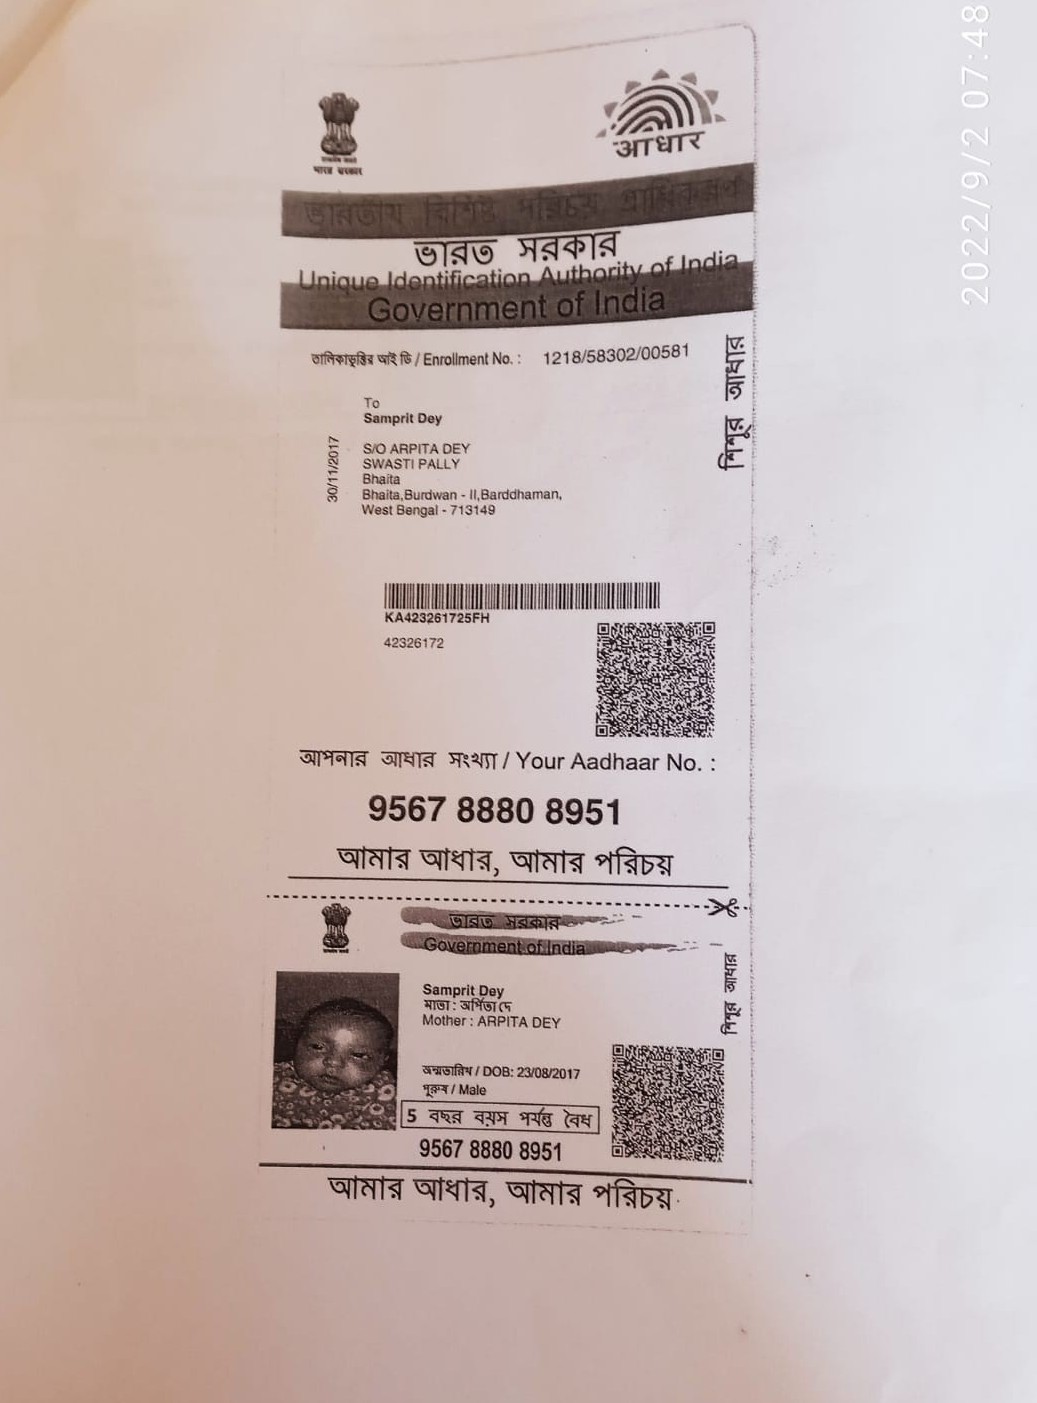 2022/9/2 07:48
आधार
भारत सरकार
ভারতীয় বিশিষ্ট পরিচয় প্রাধিকরণ
ভারত সরকার
Unique Identification Authority of India
Government of India
তালিকাভুক্তির আই ডি / Enrollment No. : 1218/58302/00581
শিশুর আধার
To
Samprit Dey
30/11/2017
S/O ARPITA DEY
SWASTI PALLY
Bhaita
Bhaita,Burdwan - II,Barddhaman,
West Bengal - 713149
KA423261725FH
42326172
আপনার আধার সংখ্যা / Your Aadhaar No. :
9567 8880 8951
আমার আধার, আমার পরিচয়
ভারত সরকার
Government of India
শিশুর আধার
Samprit Dey
মাতা : অর্পিতা দে
Mother : ARPITA DEY
জন্মতারিখ / DOB: 23/08/2017
পুরুষ / Male
5 বছর বয়স পর্যন্ত বৈধ
9567 8880 8951
আমার আধার, আমার পরিচয়